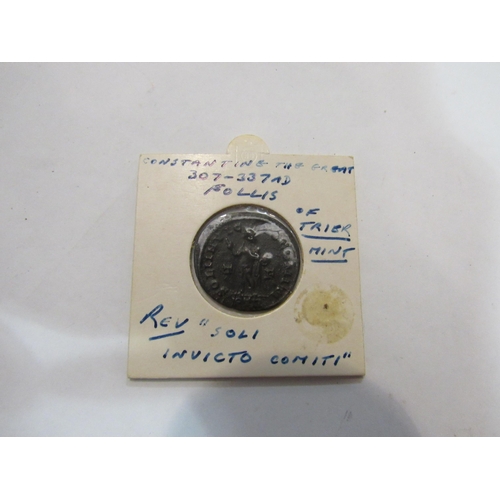 CONSTANTINE THE GREAT
307-337 AD
FOLLIS
OF
TRIER
MINT
REV "SOLI
INVICTO COMITI"